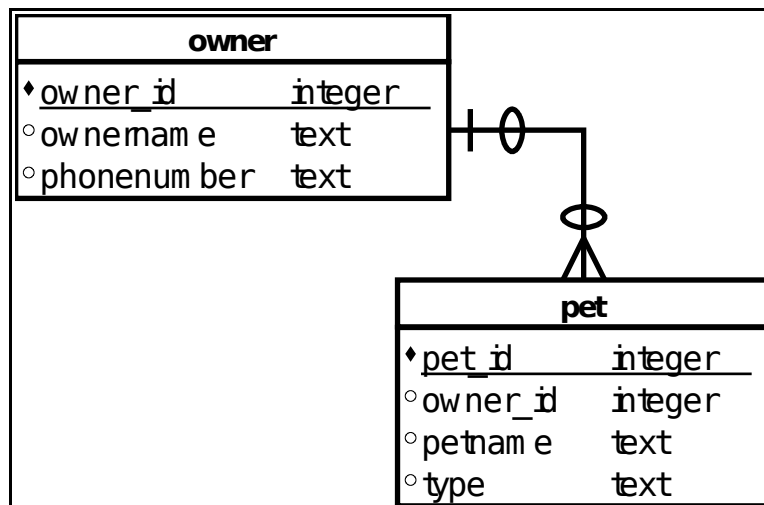 owner
owner_id integer
ownername text
phonenumber text
pet
pet_id integer
owner_id integer
petname text
type text